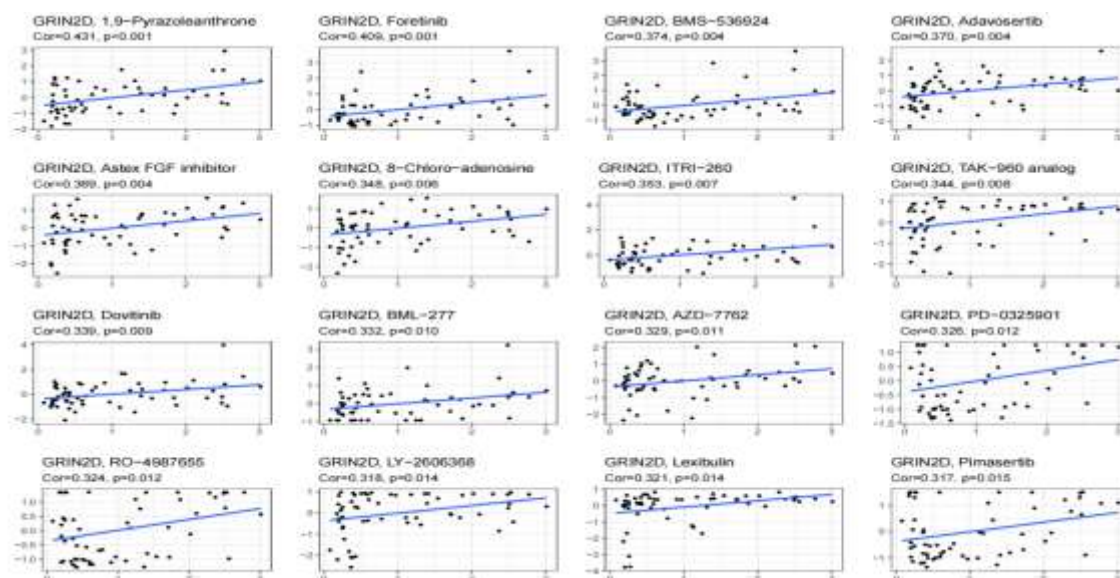 GRIN2D, 1,9−Pyrazoleanthrone
Cor=0.431, p<0.001
GRIN2D, Foretinib
Cor=0.409, p=0.001
GRIN2D, BMS−536924
Cor=0.374, p=0.004
GRIN2D, Adavosertib
Cor=0.370, p=0.004
GRIN2D, Astex FGF inhibitor
Cor=0.369, p=0.004
GRIN2D, 8−Chloro−adenosine
Cor=0.348, p=0.006
GRIN2D, ITRI−260
Cor=0.353, p=0.007
GRIN2D, TAK−960 analog
Cor=0.344, p=0.008
GRIN2D, Dovitinib
Cor=0.339, p=0.009
GRIN2D, BML−277
Cor=0.332, p=0.010
GRIN2D, AZD−7762
Cor=0.329, p=0.011
GRIN2D, PD−0325901
Cor=0.326, p=0.012
GRIN2D, RO−4987655
Cor=0.324, p=0.012
GRIN2D, LY−2606368
Cor=0.318, p=0.014
GRIN2D, Lexibulin
Cor=0.321, p=0.014
GRIN2D, Pimasertib
Cor=0.317, p=0.015